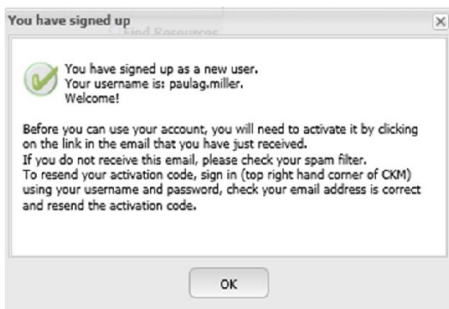 You have signed up
Find Resources
You have signed up as a new user.
Your username is: paulag.miller.
Welcome!
Before you can use your account, you will need to activate it by clicking
on the link in the email that you have just received.
If you do not receive this email, please check your spam filter.
To resend your activation code, sign in (top right hand corner of CKM)
using your username and password, check your email address is correct
and resend the activation code.
OK